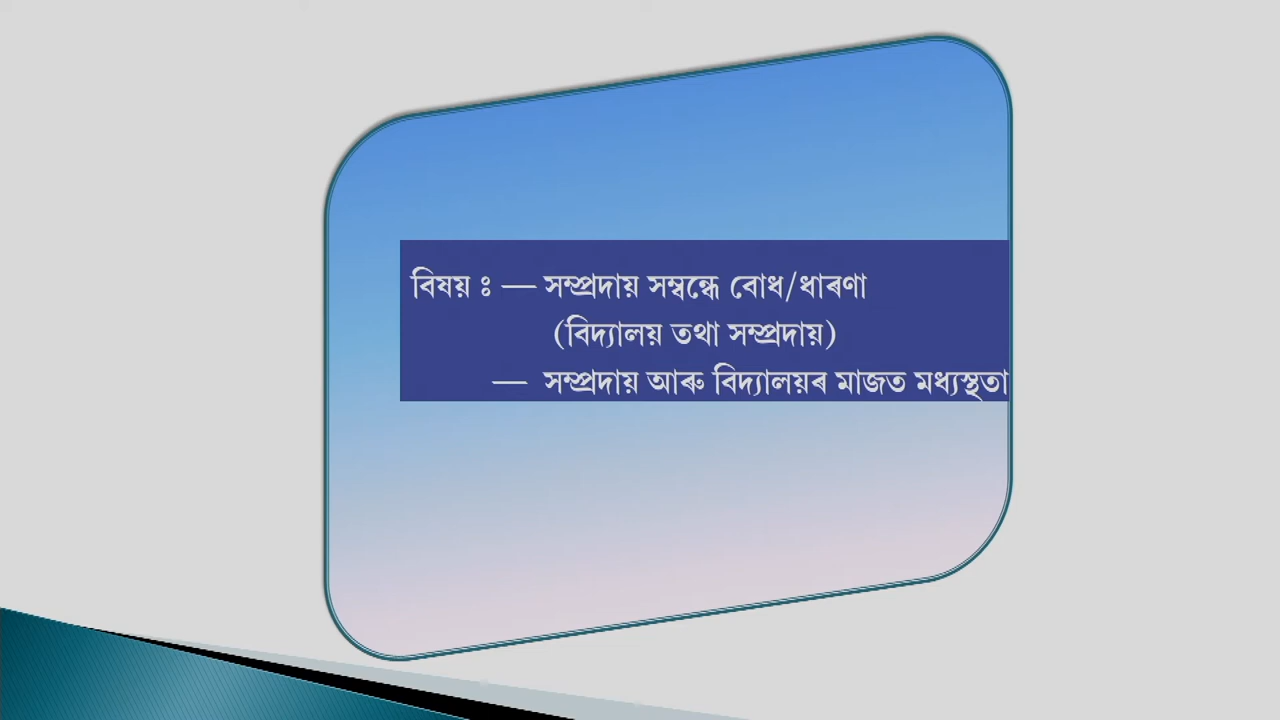 বিষয় ঃ — সম্প্ৰদায় সম্বন্ধে বোধ/ধাৰণা
(বিদ্যালয় তথা সম্প্ৰদায়)
— সম্প্ৰদায় আৰু বিদ্যালয়ৰ মাজত মধ্যস্থতা